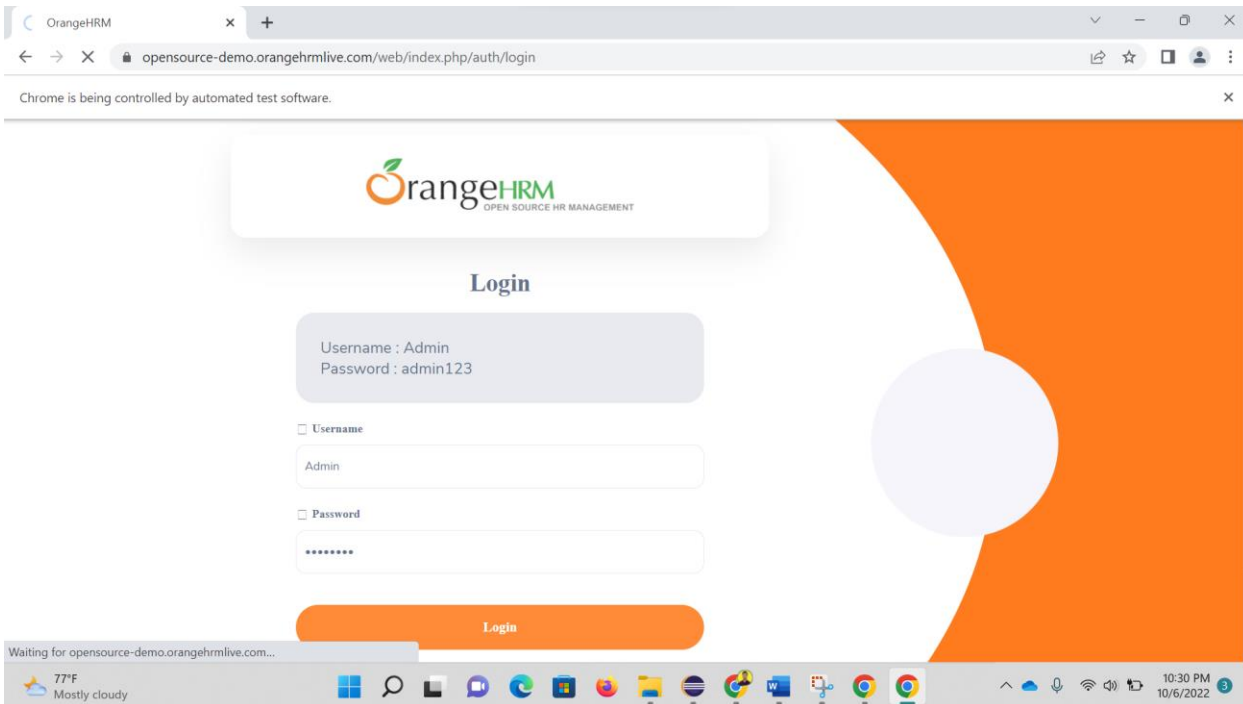 OrangeHRM
opensource-demo.orangehrmlive.com/web/index.php/auth/login
Chrome is being controlled by automated test software.
OrangeHRM
OPEN SOURCE HR MANAGEMENT
Login
Username : Admin
Password : admin123
Username
Admin
Password
••••••••
Login
Waiting for opensource-demo.orangehrmlive.com...
77°F
Mostly cloudy
10:30 PM
10/6/2022
3